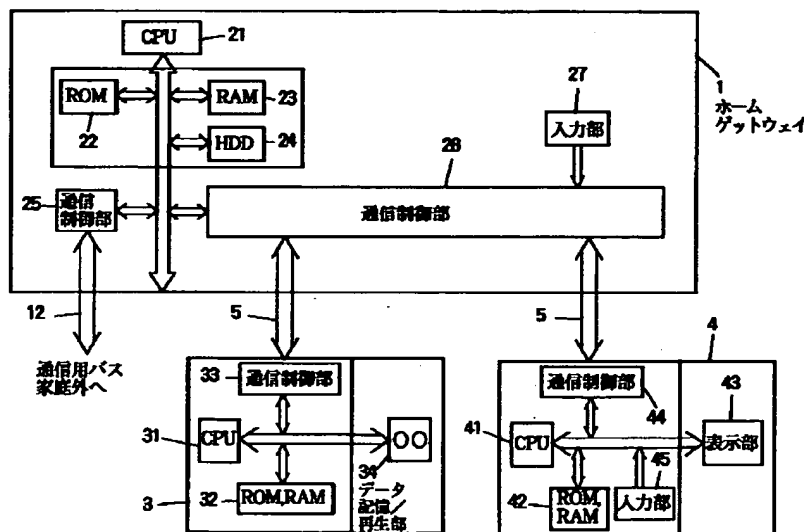 CPU
21
ROM
22
RAM
23
HDD
24
27
入力部
1
ホーム
ゲットウェイ
25
通信
制御部
26
通信制御部
12
通信用バス
家庭外へ
5
5
4
33
通信制御部
31
CPU
34
データ
記憶/
再生部
3
32
ROM,RAM
通信制御部
44
43
41
CPU
表示部
45
42
ROM,
RAM
入力部